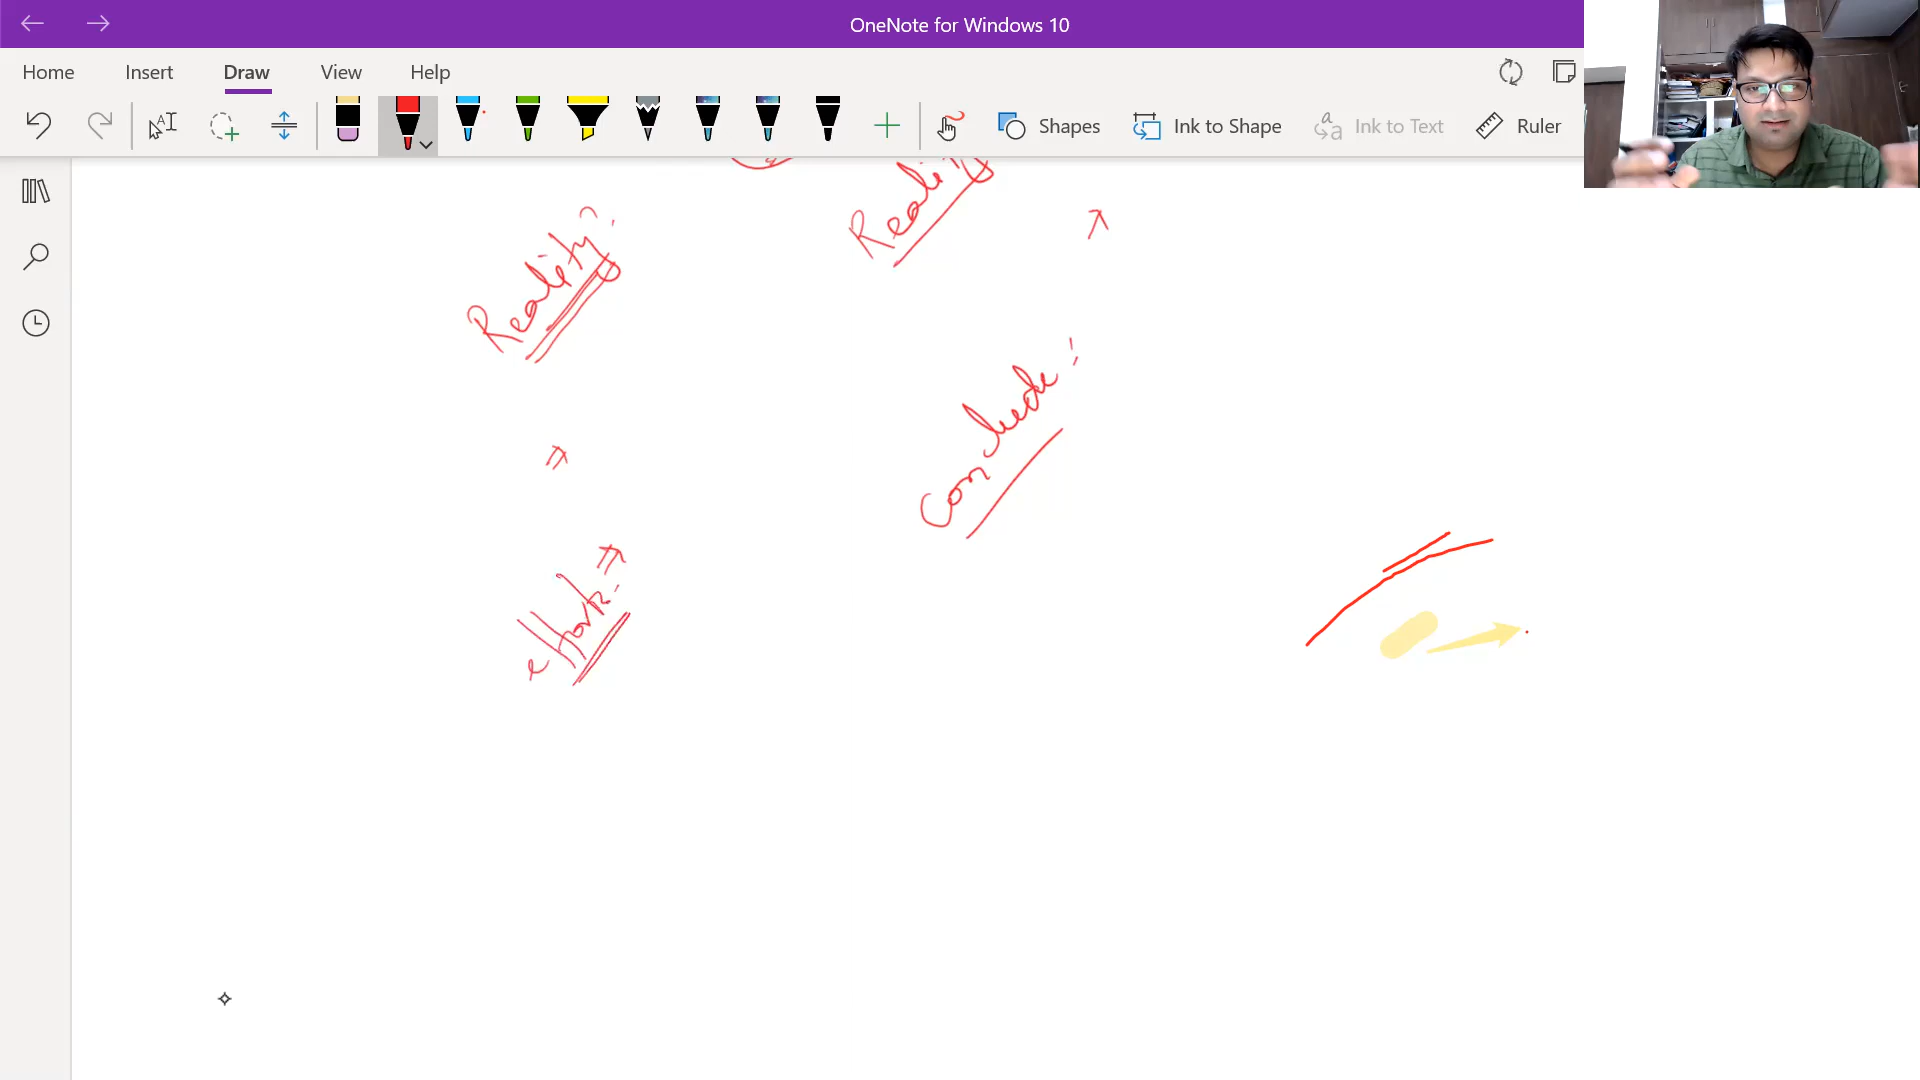 OneNote for Windows 10
Home Insert Draw View Help
Shapes Ink to Shape Ink to Text Ruler
Reality
Reality:
Conclude:
efforts: